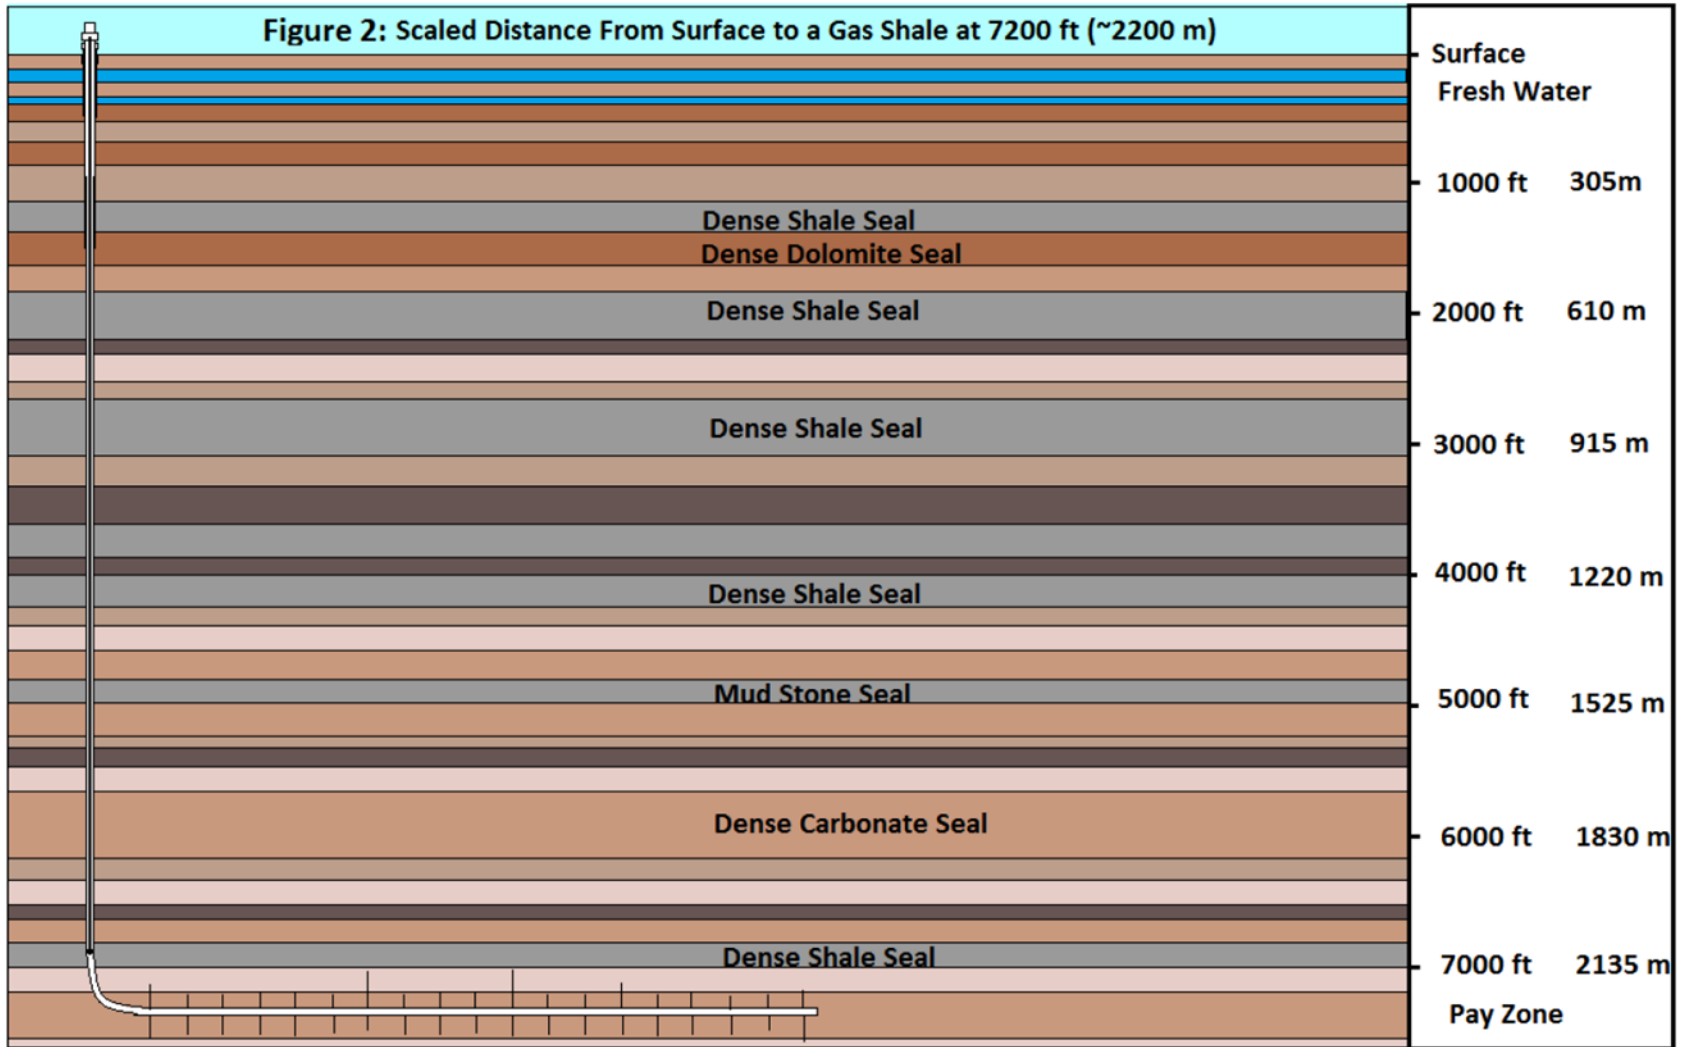 Figure 2: Scaled Distance From Surface to a Gas Shale at 7200 ft (~2200 m)
Surface
Fresh Water
1000 ft 305m
Dense Shale Seal
Dense Dolomite Seal
Dense Shale Seal
2000 ft 610 m
Dense Shale Seal
3000 ft 915 m
4000 ft 1220 m
Dense Shale Seal
Mud Stone Seal
5000 ft 1525 m
Dense Carbonate Seal
6000 ft 1830 m
Dense Shale Seal
7000 ft 2135 m
Pay Zone